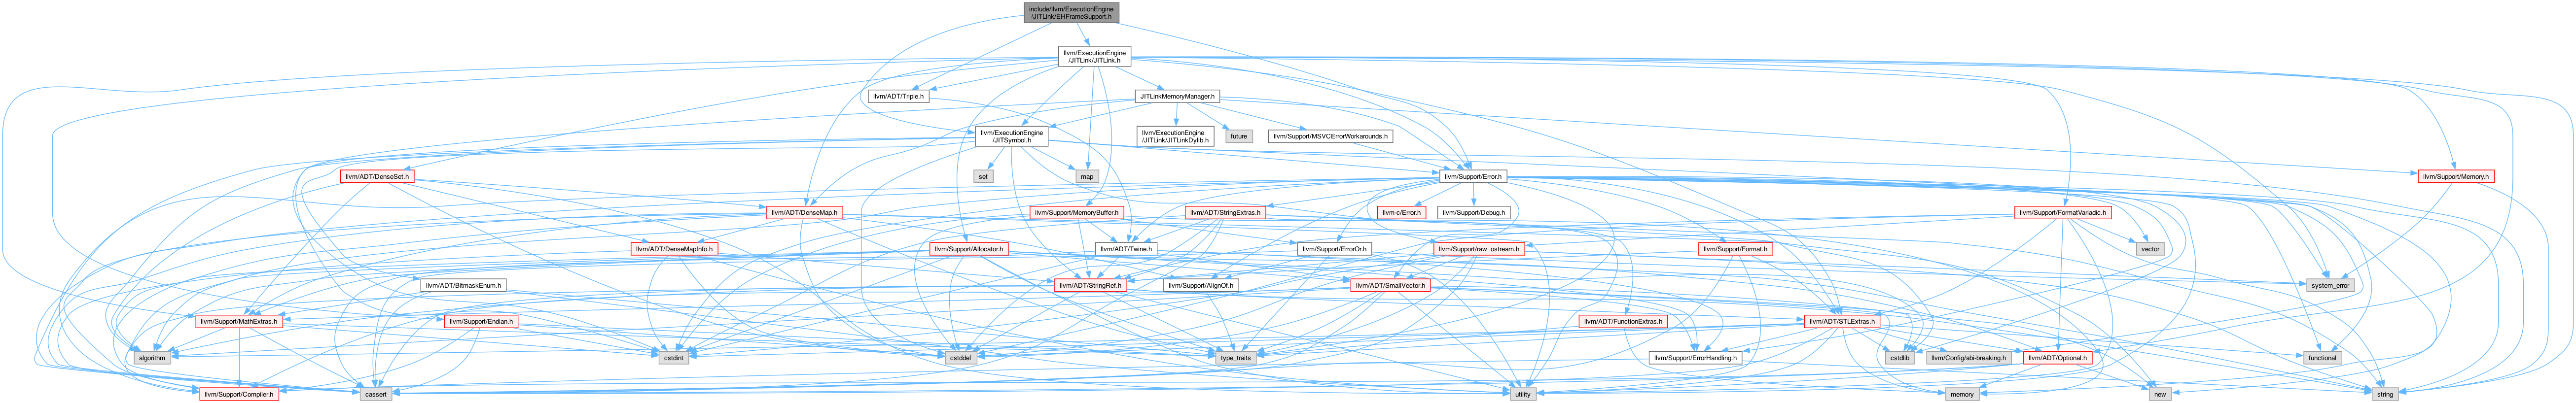 include/llvm/ExecutionEngine
/JITLink/EHFrameSupport.h
llvm/ExecutionEngine
/JITLink/JITLink.h
llvm/ADT/Triple.h
JITLinkMemoryManager.h
llvm/ExecutionEngine
/JITSymbol.h
llvm/ExecutionEngine
/JITLink/JITLinkDylib.h
future
llvm/Support/MSVCErrorWorkarounds.h
llvm/ADT/DenseSet.h
set
map
llvm/Support/Error.h
llvm/Support/Memory.h
llvm/ADT/DenseMap.h
llvm/Support/MemoryBuffer.h
llvm/ADT/StringExtras.h
llvm-c/Error.h
llvm/Support/Debug.h
llvm/Support/FormatVariadic.h
llvm/ADT/DenseMapInfo.h
llvm/Support/Allocator.h
llvm/ADT/Twine.h
llvm/Support/ErrorOr.h
llvm/Support/raw_ostream.h
llvm/Support/Format.h
vector
llvm/ADT/BitmaskEnum.h
llvm/ADT/StringRef.h
llvm/Support/AlignOf.h
llvm/ADT/SmallVector.h
system_error
llvm/Support/MathExtras.h
llvm/Support/Endian.h
llvm/ADT/FunctionExtras.h
llvm/ADT/STLExtras.h
algorithm
cstdint
cstddef
type_traits
llvm/Support/ErrorHandling.h
cstdlib
llvm/Config/abi-breaking.h
llvm/ADT/Optional.h
functional
llvm/Support/Compiler.h
cassert
utility
memory
new
string